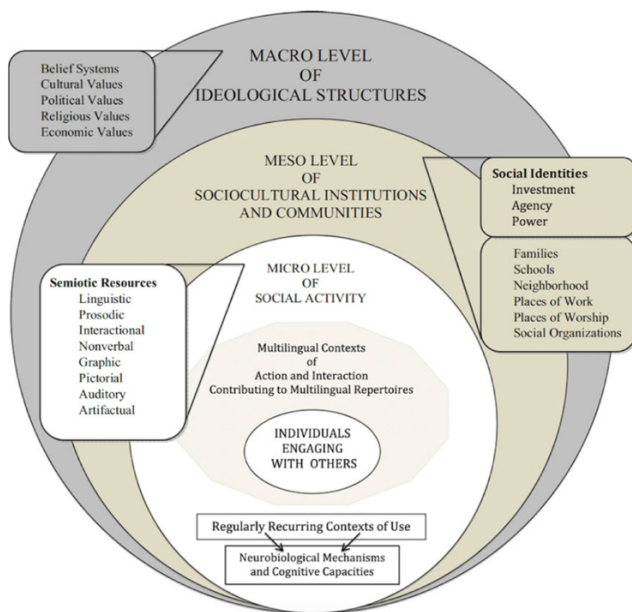 MACRO LEVEL
OF
IDEOLOGICAL STRUCTURES
Belief Systems
Cultural Values
Political Values
Religious Values
Economic Values
MESO LEVEL
OF
SOCIOCULTURAL INSTITUTIONS
AND COMMUNITIES
Social Identities
Investment
Agency
Power
Families
Schools
Neighborhood
Places of Work
Places of Worship
Social Organizations
MICRO LEVEL
OF
SOCIAL ACTIVITY
Semiotic Resources
Linguistic
Prosodic
Interactional
Nonverbal
Graphic
Pictorial
Auditory
Artifactual
Multilingual Contexts
of
Action and Interaction
Contributing to Multilingual Repertoires
INDIVIDUALS
ENGAGING
WITH OTHERS
Regularly Recurring Contexts of Use
Neurobiological Mechanisms
and Cognitive Capacities